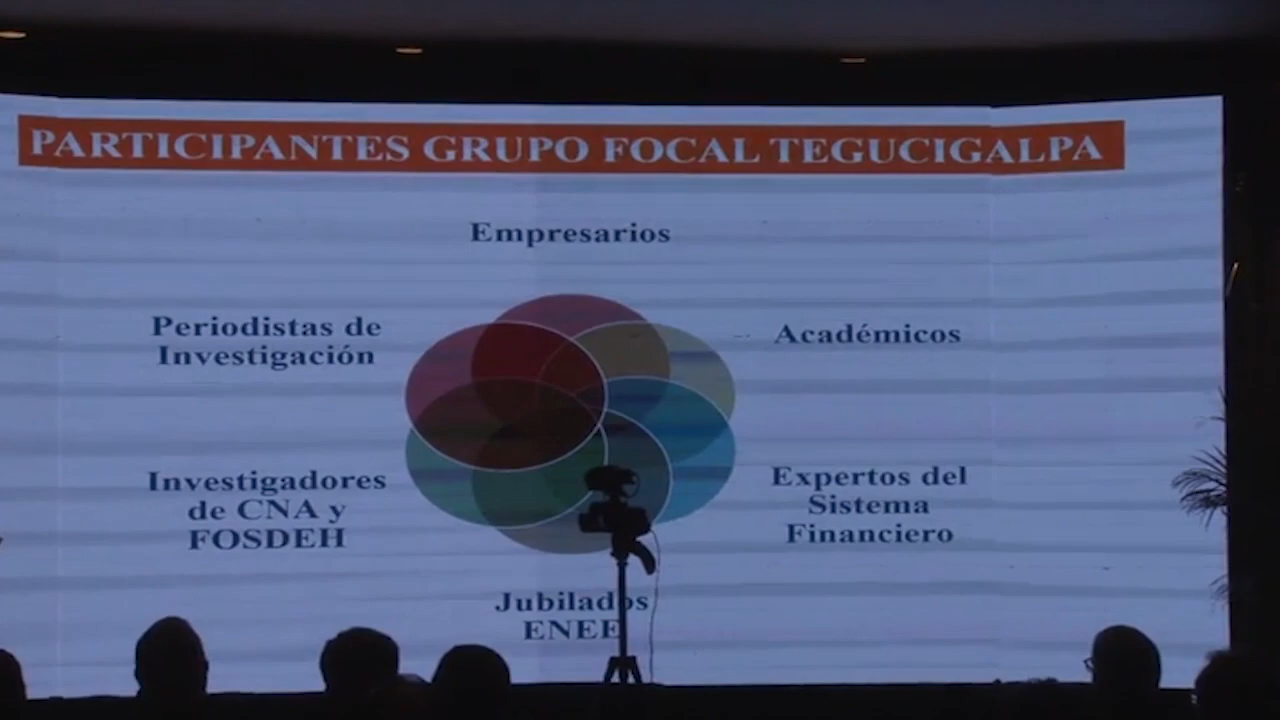 PARTICIPANTES GRUPO FOCAL TEGUCIGALPA
Empresarios
Periodistas de
Investigación
Académicos
Investigadores
de CNA y
FOSDEH
Expertos del
Sistema
Financiero
Jubilados
ENEE